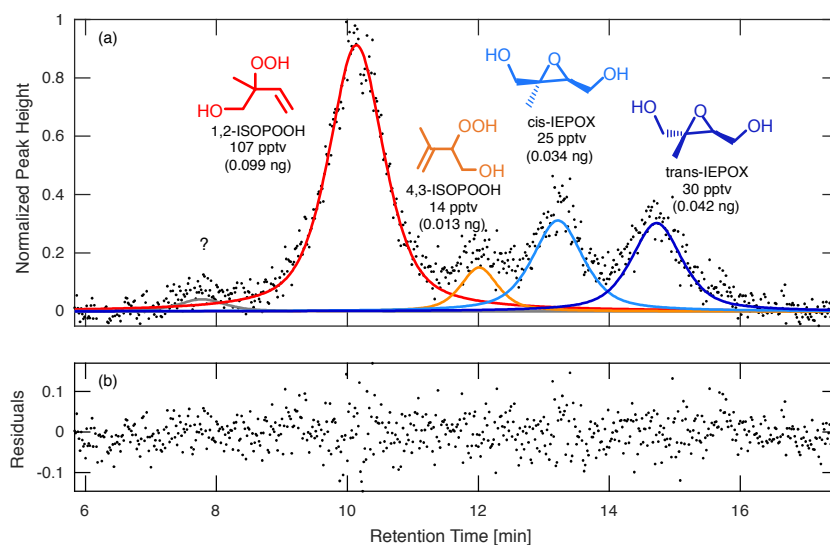 (a)
1
0.8
0.6
0.4
0.2
0
Normalized Peak Height
OOH
HO
1,2-ISOPOOH
107 pptv
(0.099 ng)
OOH
OH
4,3-ISOPOOH
14 pptv
(0.013 ng)
HO
O
OH
cis-IEPOX
25 pptv
(0.034 ng)
HO
O
OH
trans-IEPOX
30 pptv
(0.042 ng)
?
(b)
0.1
0
-0.1
Residuals
6 8 10 12 14 16
Retention Time [min]